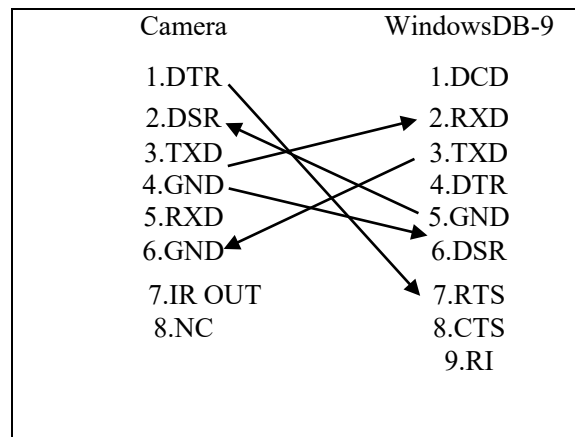 Camera WindowsDB-9
1.DTR 1.DCD
2.DSR 2.RXD
3.TXD 3.TXD
4.GND 4.DTR
5.RXD 5.GND
6.GND 6.DSR
7.IR OUT 7.RTS
8.NC 8.CTS
9.RI